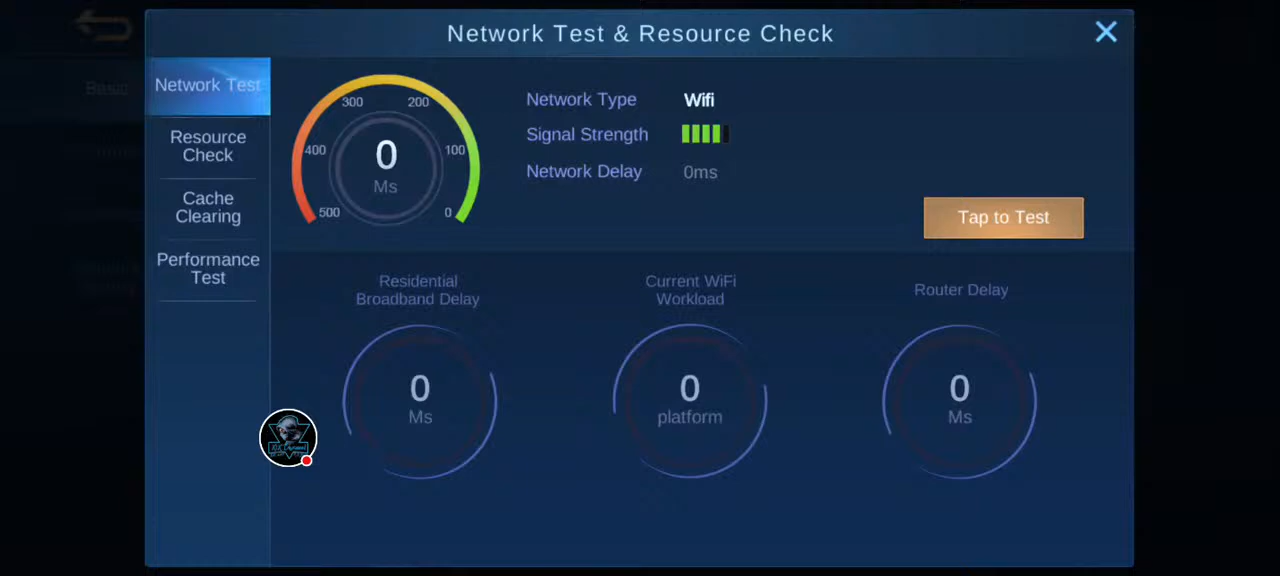 Network Test & Resource Check
Basic
Network Test
Resource
Check
Cache
Clearing
Performance
Test
300
200
400
100
500
0
0
Ms
Network Type
Wifi
Signal Strength
Network Delay
0ms
Tap to Test
Residential
Broadband Delay
0
Ms
Current WiFi
Workload
0
platform
Router Delay
0
Ms